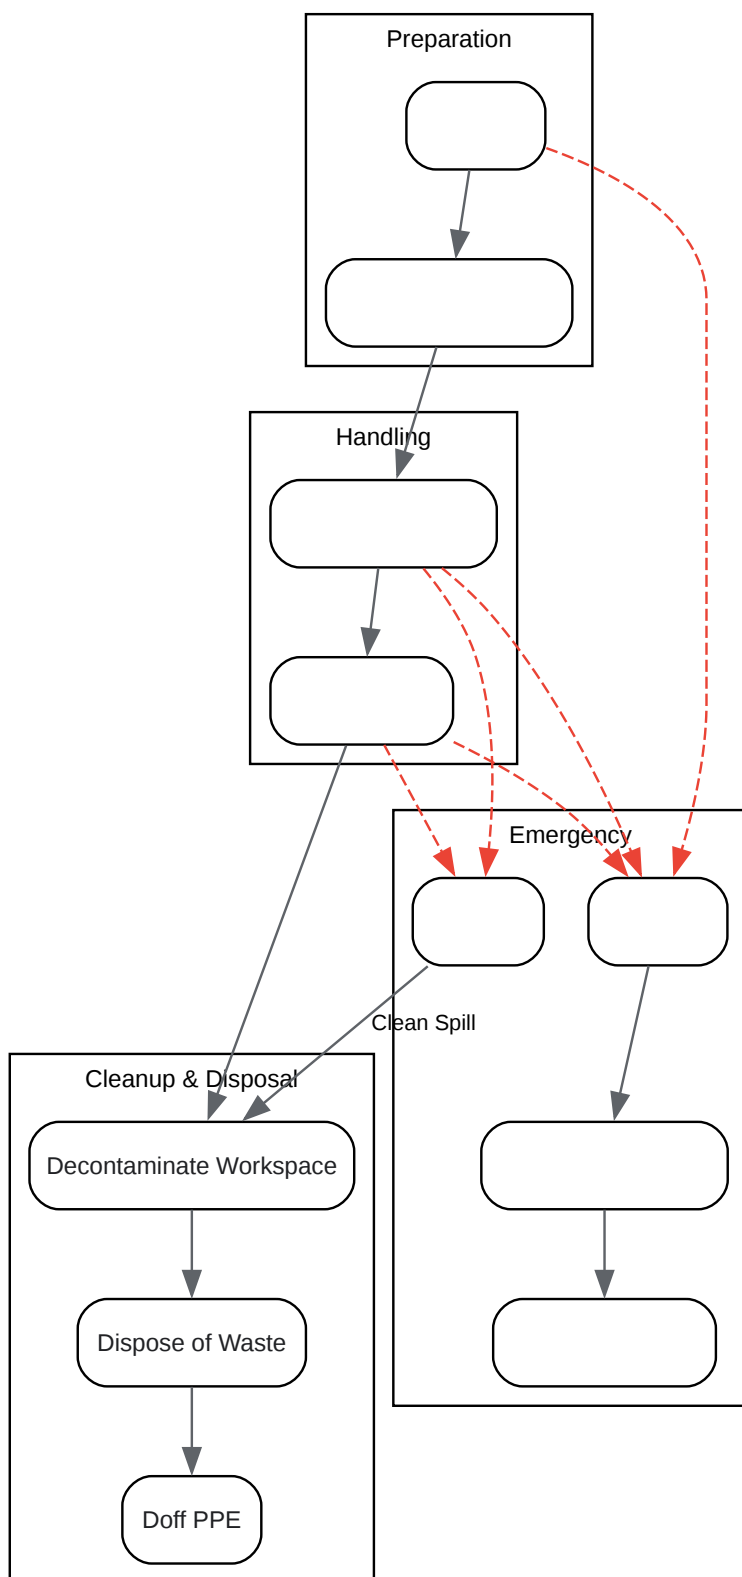 Preparation
Handling
Emergency
Clean Spill
Cleanup & Disposal
Decontaminate Workspace
Dispose of Waste
Doff PPE